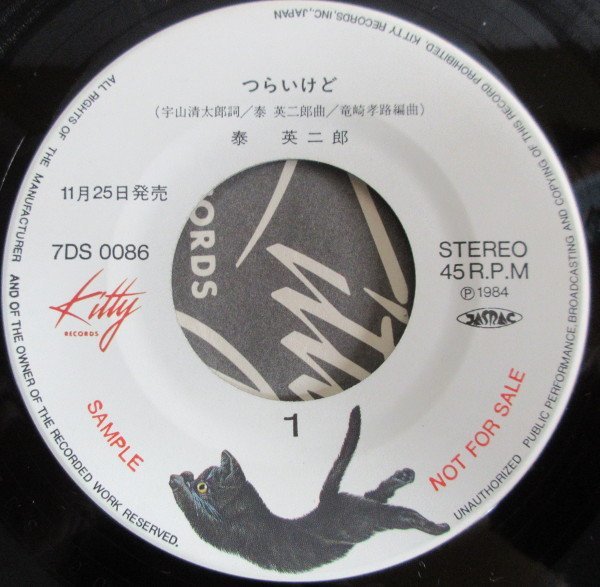 つらいけど
(宇山清太郎詞/泰 英二郎曲/竜崎孝路編曲)
泰 英二郎
11月25日発売
7DS 0086
Kitty
RECORDS
STEREO
45 R.P.M
Ⓟ 1984
JASRAC
SAMPLE
NOT FOR SALE
1
ALL RIGHTS OF THE MANUFACTURER AND OF THE OWNER OF THE RECORDED WORK RESERVED.
UNAUTHORIZED PUBLIC PERFORMANCE, BROADCASTING AND COPYING OF THIS RECORD PROHIBITED. KITTY RECORDS, INC., JAPAN
CORDS